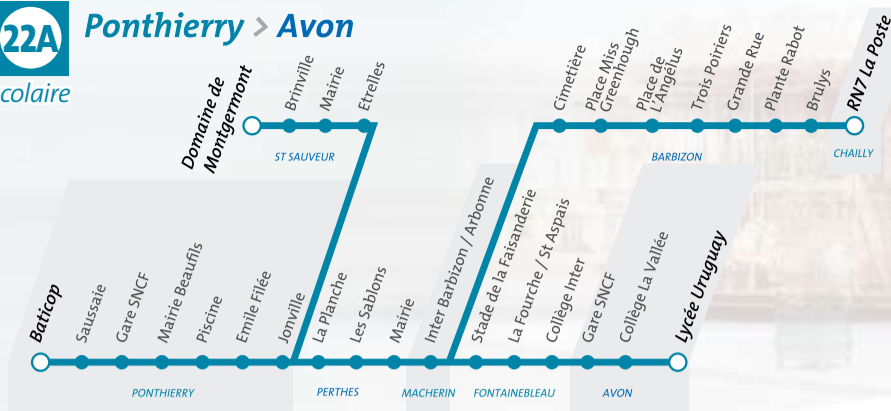 22A
colaire
Ponthierry > Avon
Domaine de
Montgermont
Brinville
Mairie
Etrelles
ST SAUVEUR
Cimetière
Place Miss
Greenhough
Place de
L'Angélus
Trois Poiriers
Grande Rue
Plante Rabot
Brulys
RN7 La Poste
BARBIZON
CHAILLY
Baticop
Saussaie
Gare SNCF
Mairie Beaufils
Piscine
Emile Filée
Jonville
La Planche
Les Sablons
Mairie
Inter Barbizon / Arbonne
Stade de la Faisanderie
La Fourche / St Aspais
Collège Inter
Gare SNCF
Collège La Vallée
Lycée Uruguay
PONTHIERRY
PERTHES
MACHERIN
FONTAINEBLEAU
AVON